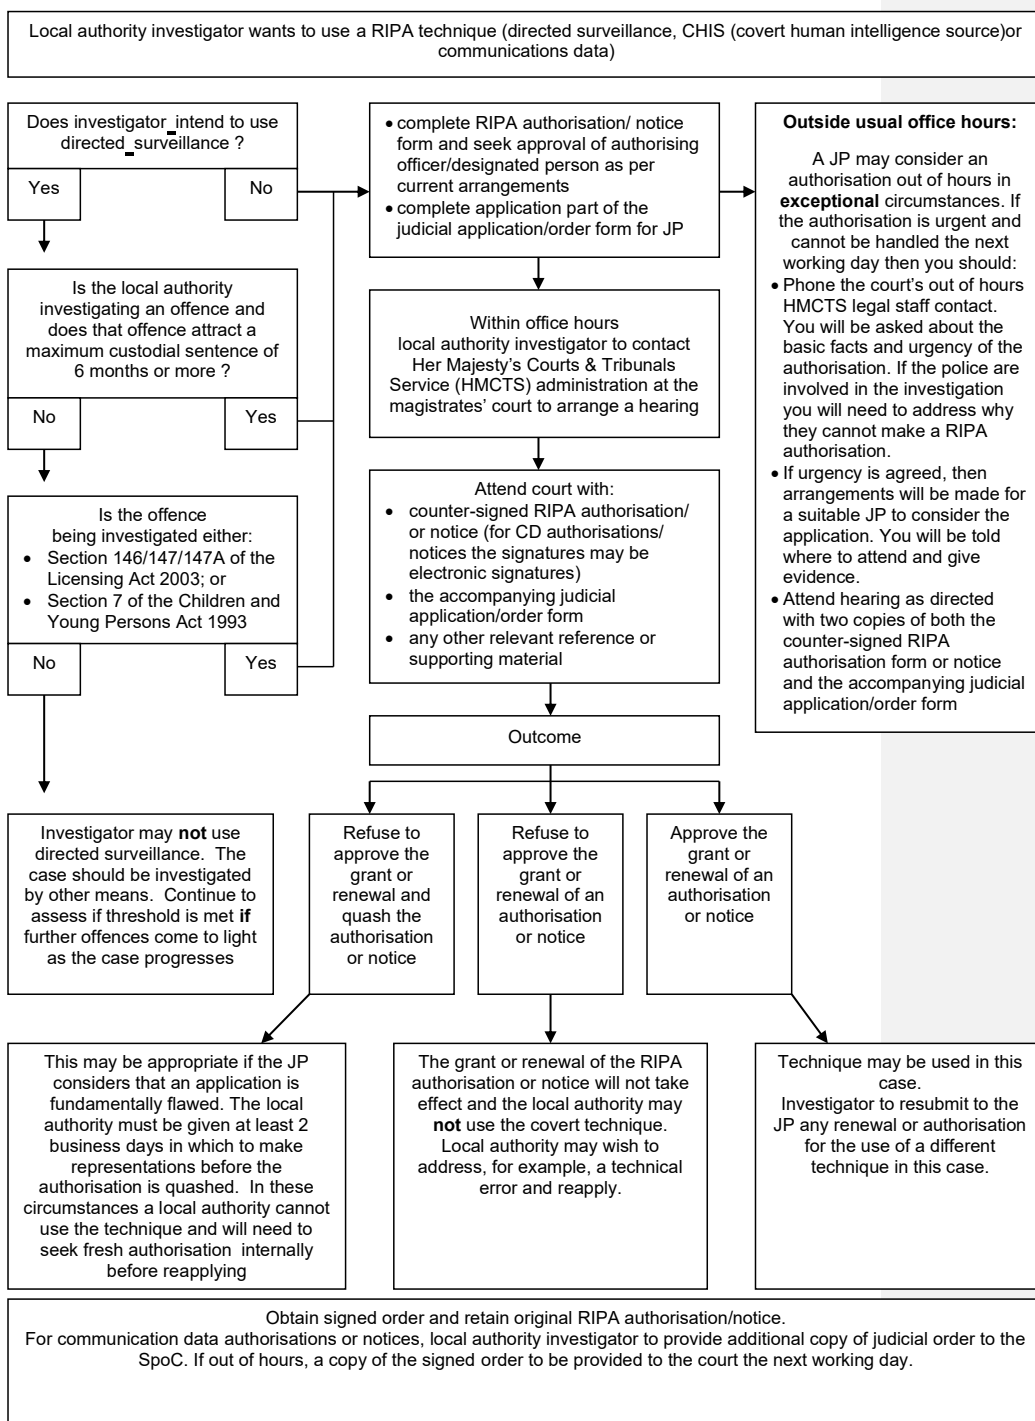 Local authority investigator wants to use a RIPA technique (directed surveillance, CHIS (covert human intelligence source)or
communications data)
Does investigator intend to use
directed surveillance ?
Yes
No
Is the local authority
investigating an offence and
does that offence attract a
maximum custodial sentence of
6 months or more ?
No
Yes
Is the offence
being investigated either:
• Section 146/147/147A of the
Licensing Act 2003; or
• Section 7 of the Children and
Young Persons Act 1993
No
Yes
• complete RIPA authorisation/ notice
form and seek approval of authorising
officer/designated person as per
current arrangements
• complete application part of the
judicial application/order form for JP
Within office hours
local authority investigator to contact
Her Majesty's Courts & Tribunals
Service (HMCTS) administration at the
magistrates' court to arrange a hearing
Attend court with:
• counter-signed RIPA authorisation/
or notice (for CD authorisations/
notices the signatures may be
electronic signatures)
• the accompanying judicial
application/order form
• any other relevant reference or
supporting material
Outside usual office hours:
A JP may consider an
authorisation out of hours in
exceptional circumstances. If
the authorisation is urgent and
cannot be handled the next
working day then you should:
• Phone the court's out of hours
HMCTS legal staff contact.
You will be asked about the
basic facts and urgency of the
authorisation. If the police are
involved in the investigation
you will need to address why
they cannot make a RIPA
authorisation.
• If urgency is agreed, then
arrangements will be made for
a suitable JP to consider the
application. You will be told
where to attend and give
evidence.
• Attend hearing as directed
with two copies of both the
counter-signed RIPA
authorisation form or notice
and the accompanying judicial
application/order form
Outcome
Investigator may not use
directed surveillance. The
case should be investigated
by other means. Continue to
assess if threshold is met if
further offences come to light
as the case progresses
Refuse to
approve the
grant or
renewal and
quash the
authorisation
or notice
Refuse to
approve the
grant or
renewal of an
authorisation
or notice
Approve the
grant or
renewal of an
authorisation
or notice
This may be appropriate if the JP
considers that an application is
fundamentally flawed. The local
authority must be given at least 2
business days in which to make
representations before the
authorisation is quashed. In these
circumstances a local authority cannot
use the technique and will need to
seek fresh authorisation internally
before reapplying
The grant or renewal of the RIPA
authorisation or notice will not take
effect and the local authority may
not use the covert technique.
Local authority may wish to
address, for example, a technical
error and reapply.
Technique may be used in this
case.
Investigator to resubmit to the
JP any renewal or authorisation
for the use of a different
technique in this case.
Obtain signed order and retain original RIPA authorisation/notice.
For communication data authorisations or notices, local authority investigator to provide additional copy of judicial order to the
SpoC. If out of hours, a copy of the signed order to be provided to the court the next working day.